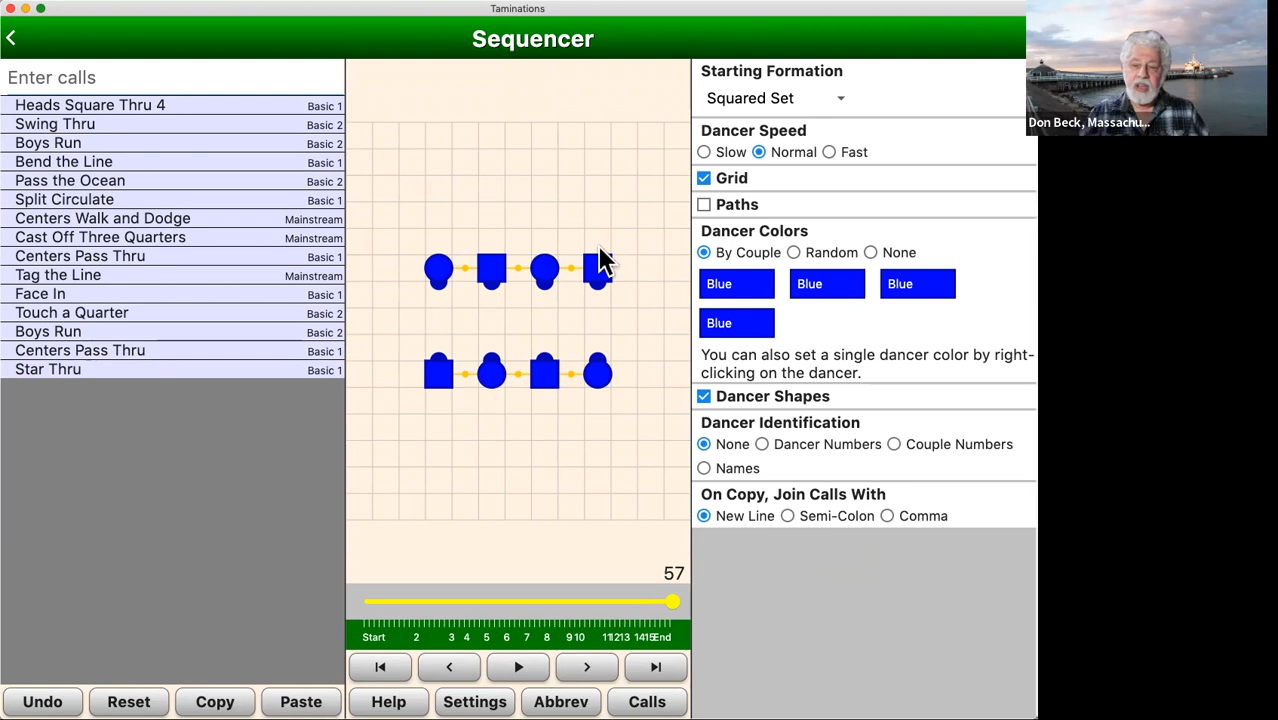 Taminations
Sequencer
Enter calls
Heads Square Thru 4 Basic 1
Swing Thru Basic 2
Boys Run Basic 2
Bend the Line Basic 1
Pass the Ocean Basic 2
Split Circulate Basic 1
Centers Walk and Dodge Mainstream
Cast Off Three Quarters Mainstream
Centers Pass Thru Basic 1
Tag the Line Mainstream
Face In Basic 1
Touch a Quarter Basic 2
Boys Run Basic 2
Centers Pass Thru Basic 1
Star Thru Basic 1
Undo Reset Copy Paste
57
Start 2 3 4 5 6 7 8 9 10 11 12 13 14 15 End
Help Settings Abbrev Calls
Starting Formation
Squared Set
Dancer Speed
Slow Normal Fast
Grid
Paths
Dancer Colors
By Couple Random None
Blue Blue Blue
Blue
You can also set a single dancer color by right-
clicking on the dancer.
Dancer Shapes
Dancer Identification
None Dancer Numbers Couple Numbers
Names
On Copy, Join Calls With
New Line Semi-Colon Comma
Don Beck, Massachu...